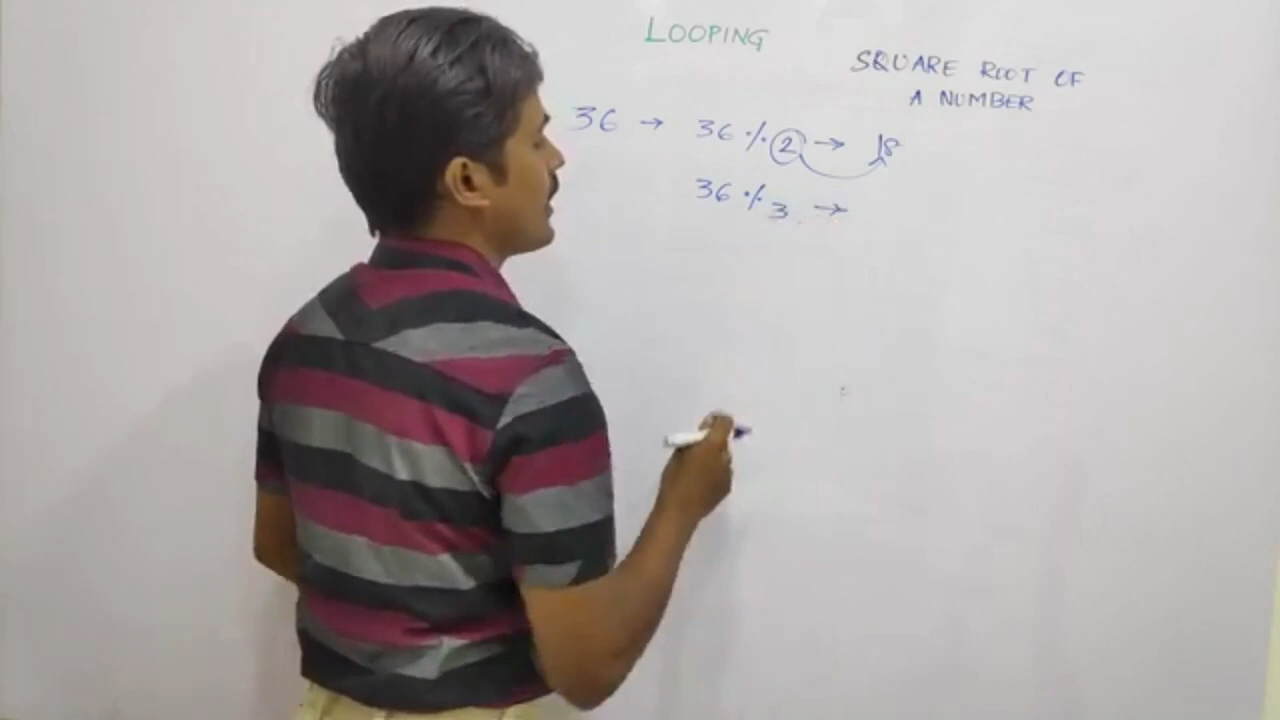 LOOPING
SQUARE ROOT OF
A NUMBER
36 → 36 % 2 → 18
36 % 3 →